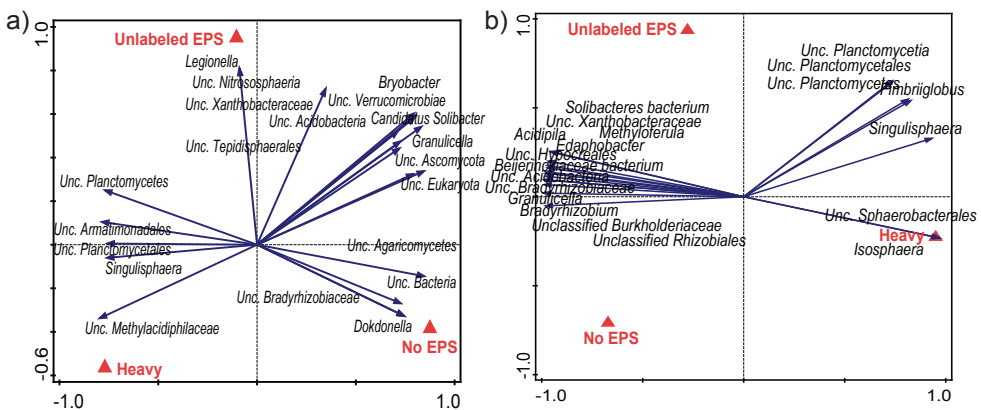 a)
1.0
Unlabeled EPS
Legionella
Unc. Nitrososphaeria
Bryobacter
Unc. Xanthobacteraceae
Unc. Verrucomicrobiae
Unc. Acidobacteria
Candidatus Solibacter
Granulicella
Unc. Tepidisphaerales
Unc. Ascomycota
Unc. Planctomycetes
Unc. Eukaryota
Unc. Armatimonadales
Unc. Planctomycetales
Unc. Agaricomycetes
Singulisphaera
Unc. Bacteria
Unc. Bradyrhizobiaceae
Unc. Methylacidiphilaceae
Dokdonella
No EPS
Heavy
-0.6
-1.0
1.0
b)
1.0
Unlabeled EPS
Unc. Planctomycetia
Unc. Planctomycetales
Unc. Planctomycetes
Fimbriiglobus
Solibacteres bacterium
Unc. Xanthobacteraceae
Singulisphaera
Acidipila
Methyloferula
Edaphobacter
Unc. Hypocreales
Beijerinckiaceae bacterium
Unc. Acidobacteria
Unc. Bradyrhizobiaceae
Granulicella
Bradyrhizobium
Unc. Sphaerobacterales
Unclassified Burkholderiaceae
Heavy
Unclassified Rhizobiales
Isosphaera
No EPS
-1.0
-1.0
1.0